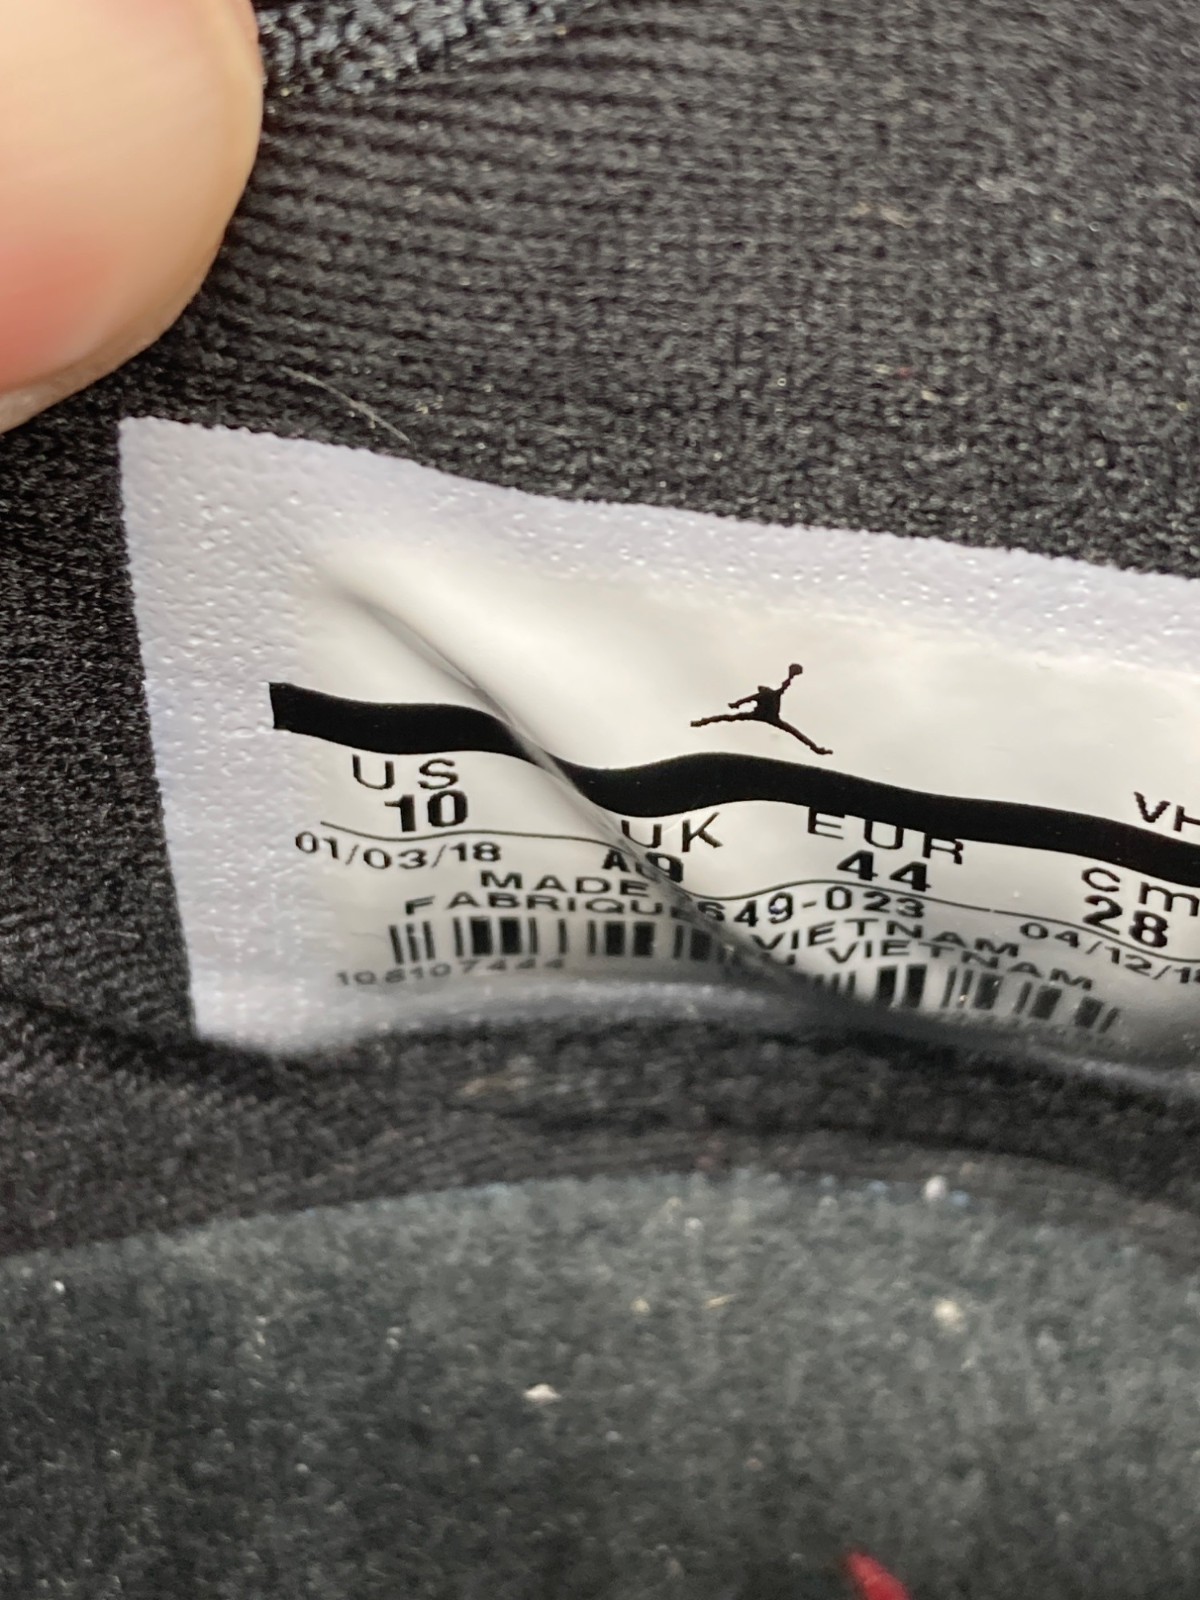 VH
US UK EUR cm
10 9 44 28
01/03/18 04/12/1
649-023
MADE VIETNAM
FABRIQU VIETNAM